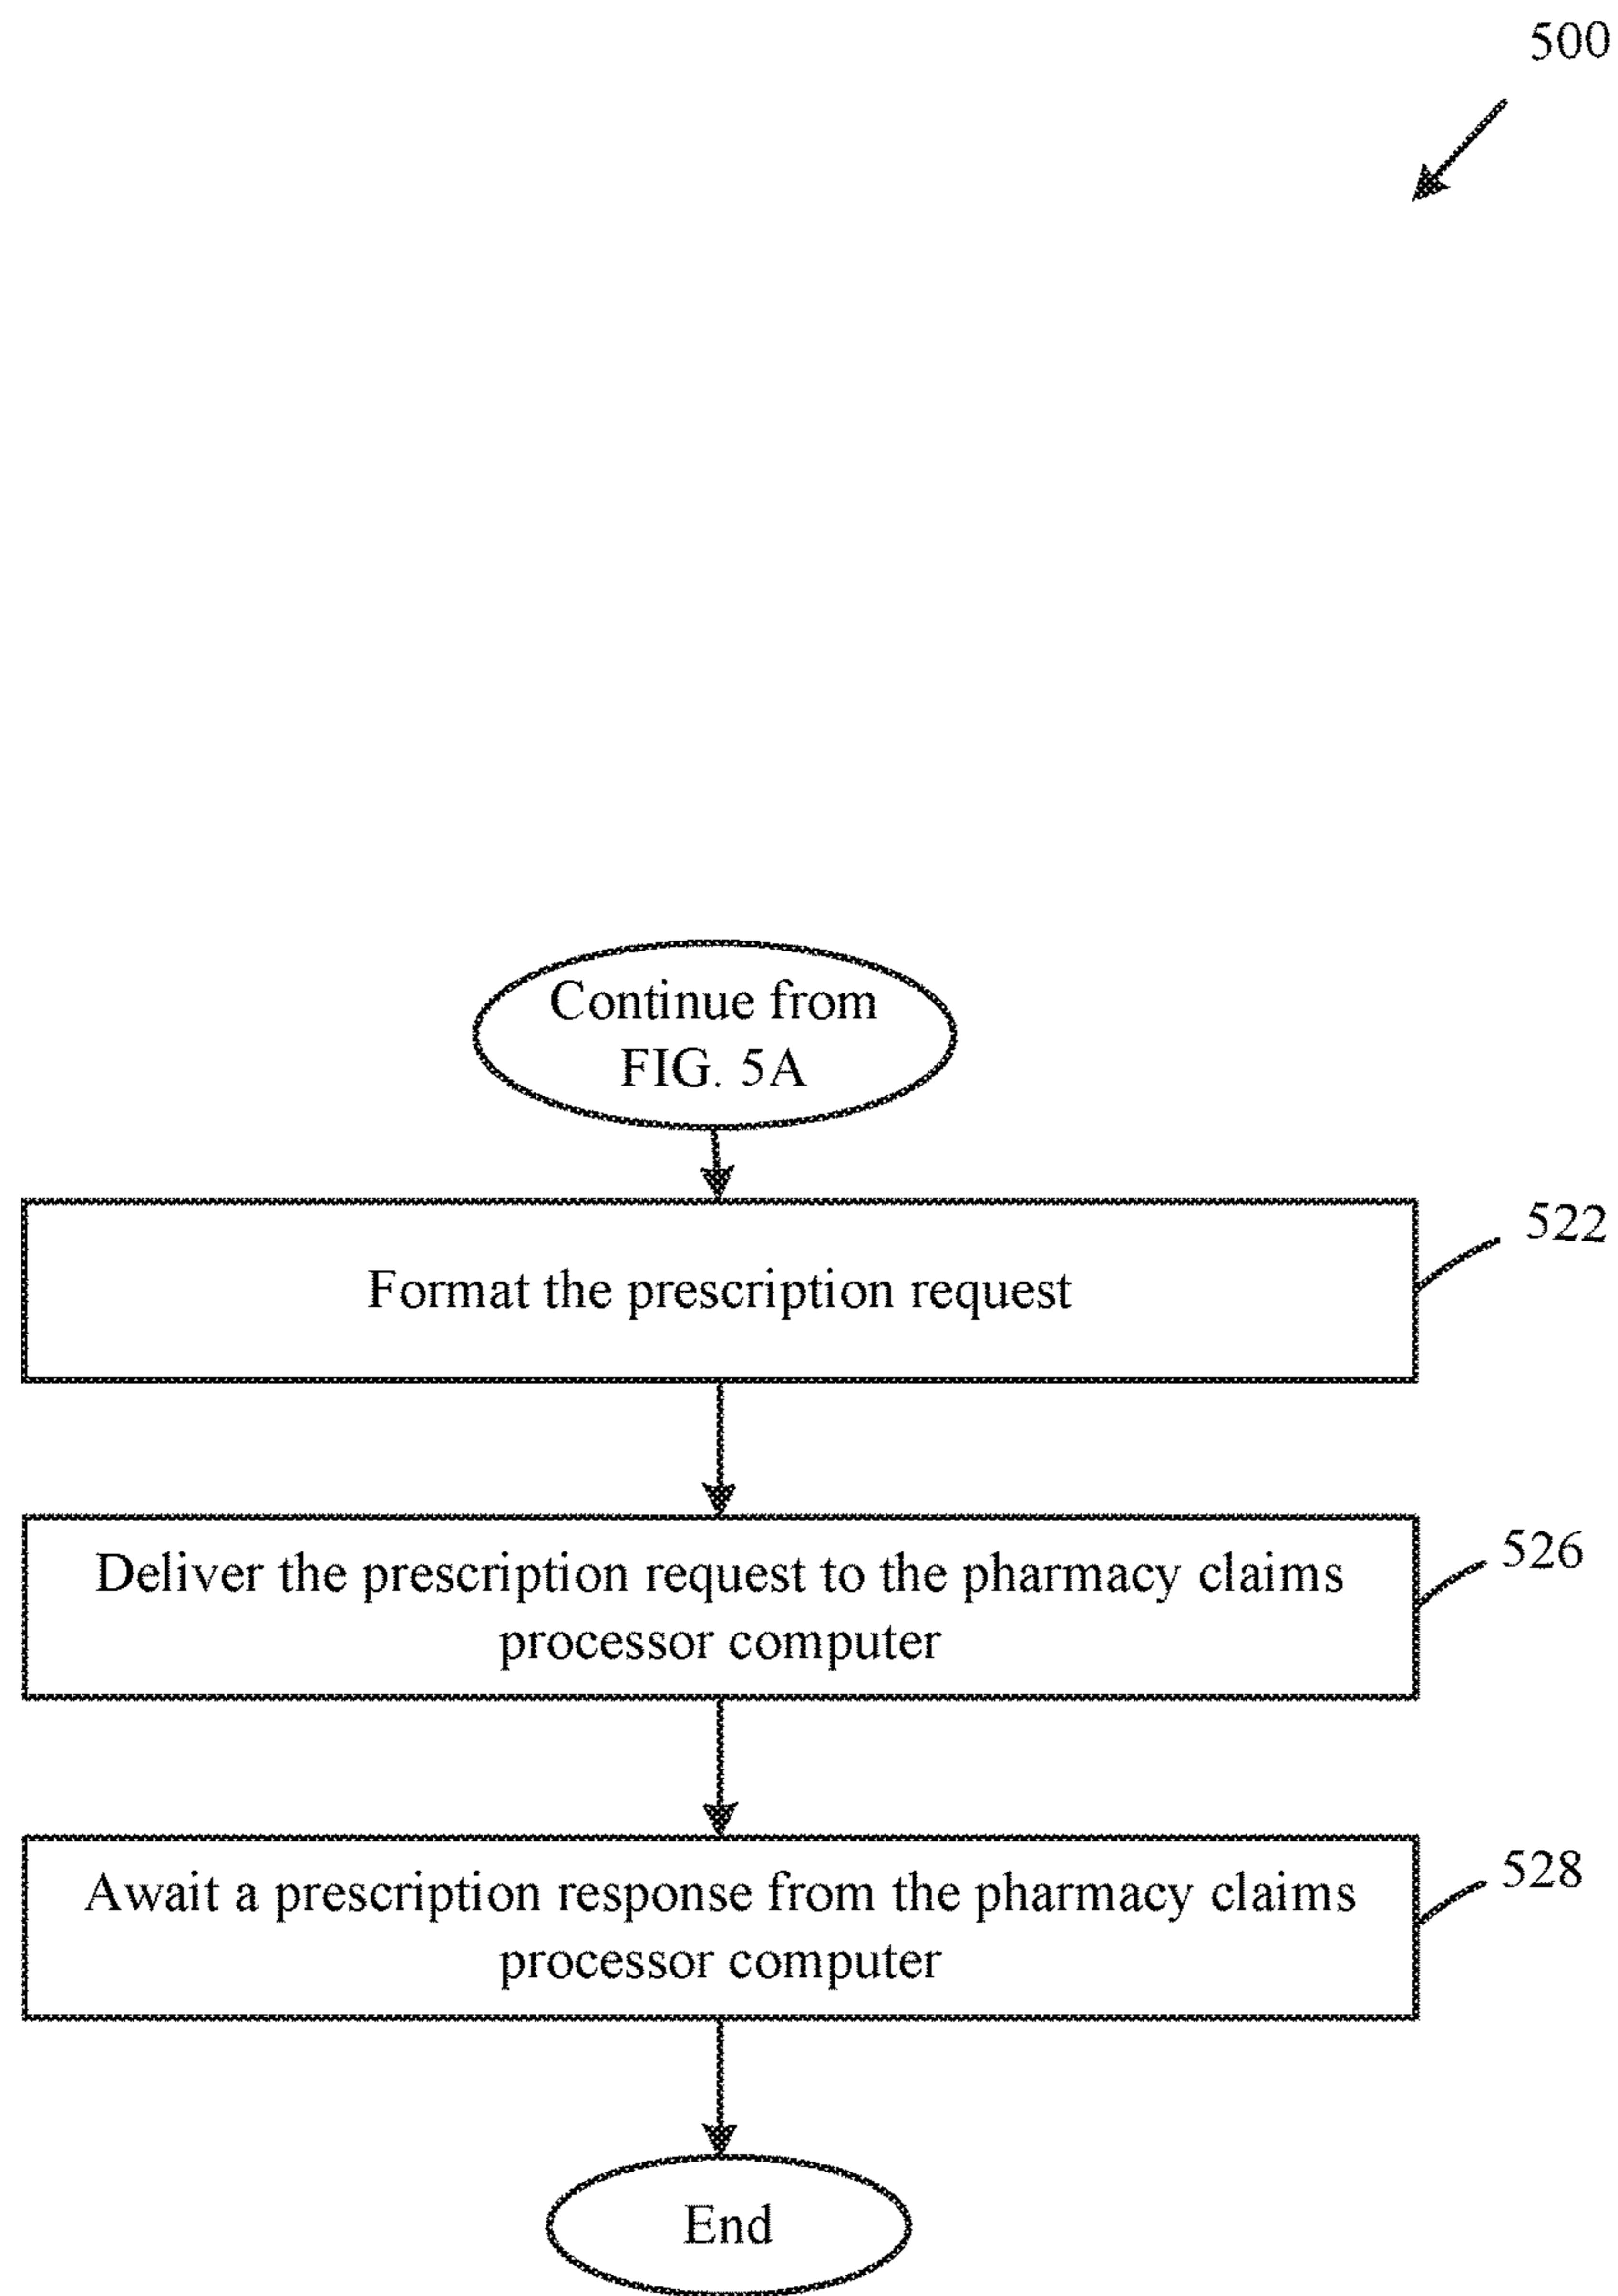 500
Continue from
FIG. 5A
Format the prescription request
522
Deliver the prescription request to the pharmacy claims
processor computer
526
Await a prescription response from the pharmacy claims
processor computer
528
End